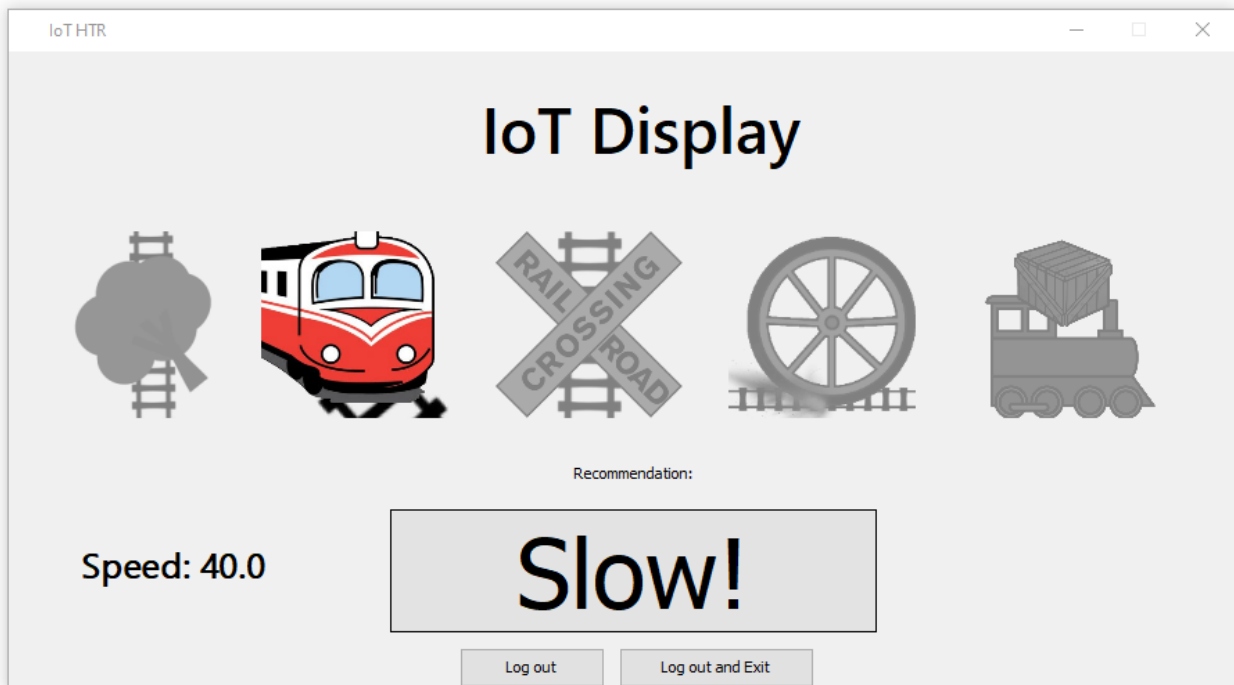 IoT HTR
IoT Display
RAIL ROAD
CROSSING
Recommendation:
Slow!
Speed: 40.0
Log out
Log out and Exit